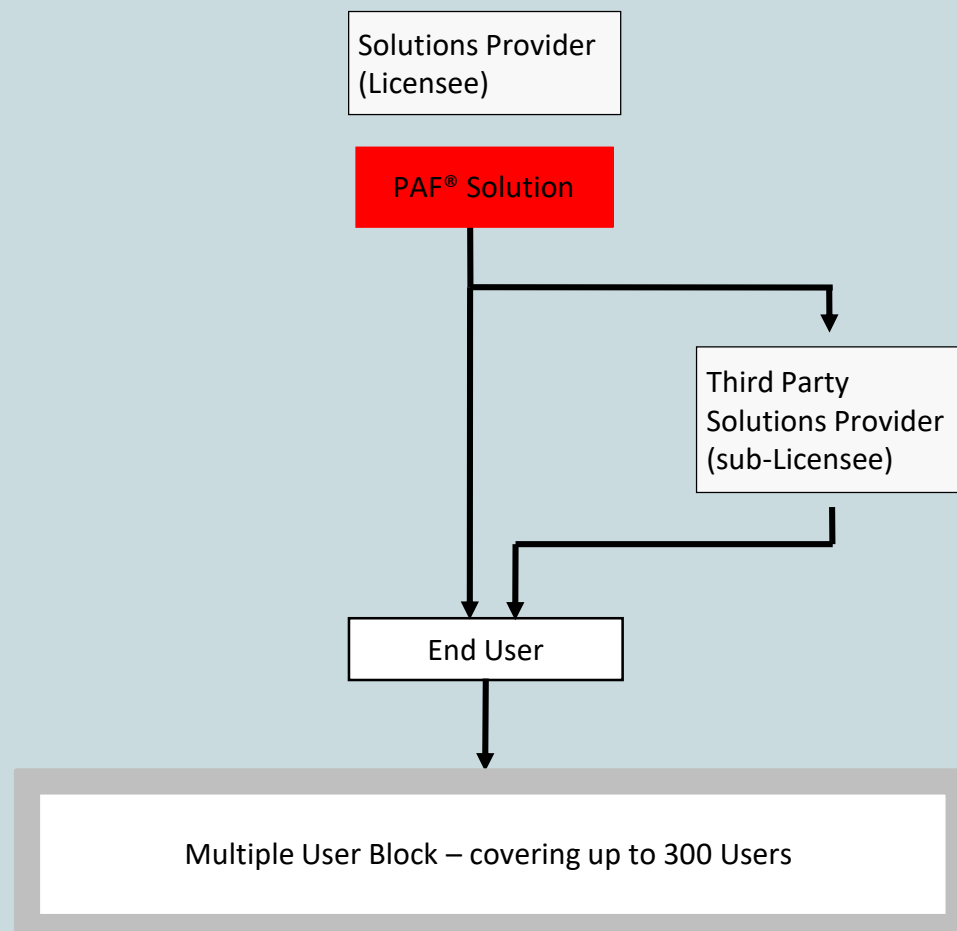 Solutions Provider
(Licensee)
PAF® Solution
Third Party
Solutions Provider
(sub-Licensee)
End User
Multiple User Block – covering up to 300 Users